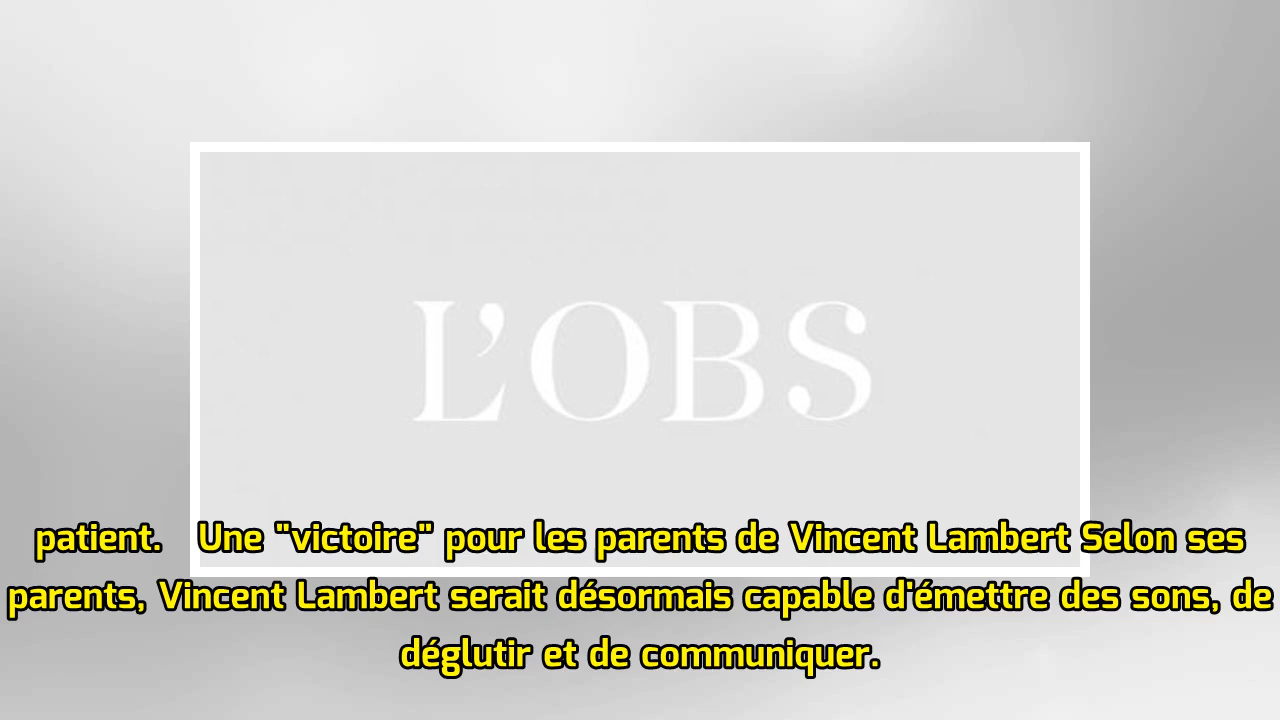 L'OBS
patient. Une "victoire" pour les parents de Vincent Lambert Selon ses
parents, Vincent Lambert serait désormais capable d'émettre des sons, de
déglutir et de communiquer.